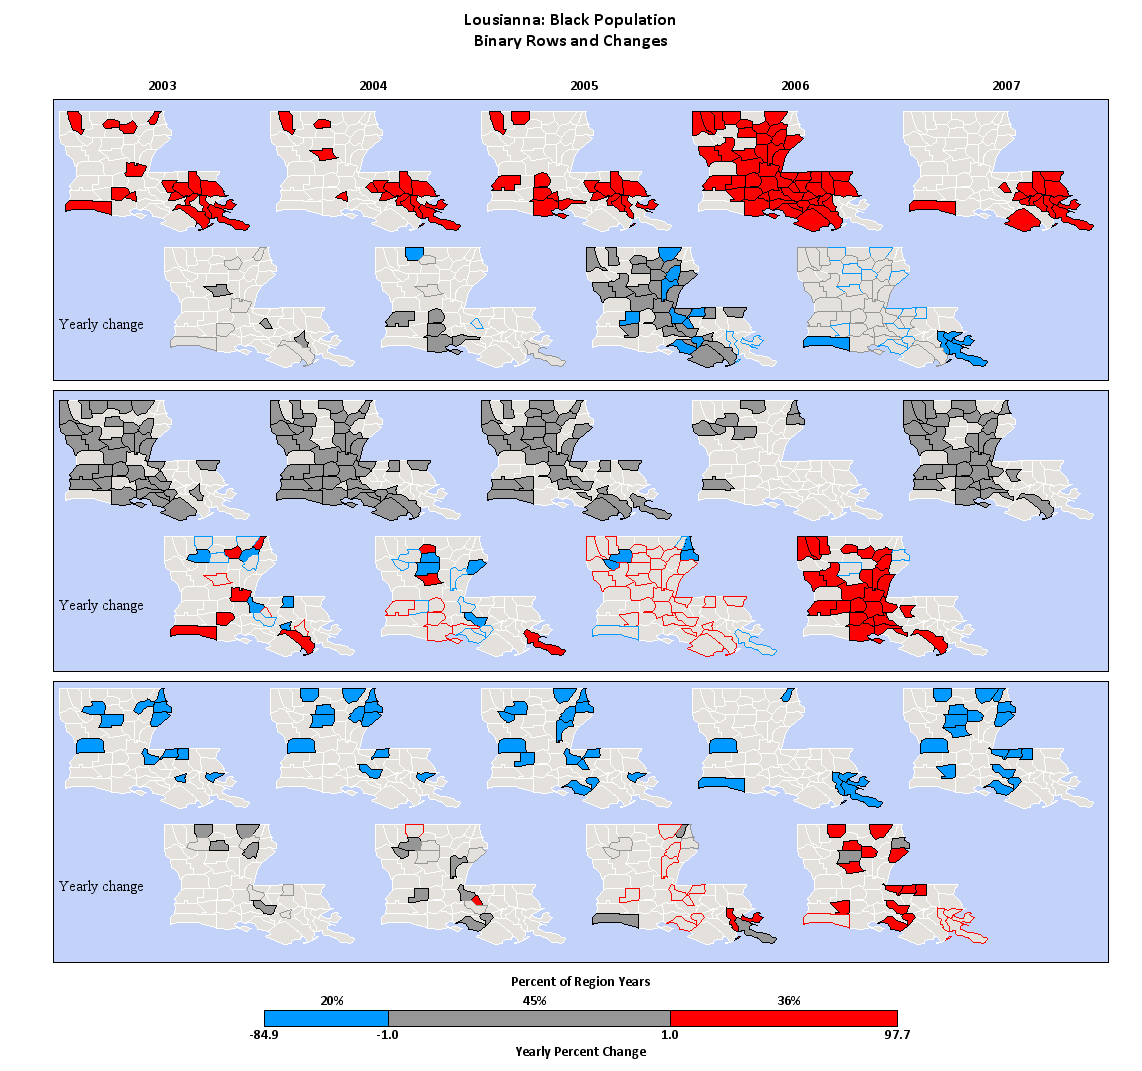 Lousianna: Black Population
Binary Rows and Changes
2003 2004 2005 2006 2007
Yearly change
Yearly change
Yearly change
Percent of Region Years
20% 45% 36%
-84.9 -1.0 1.0 97.7
Yearly Percent Change